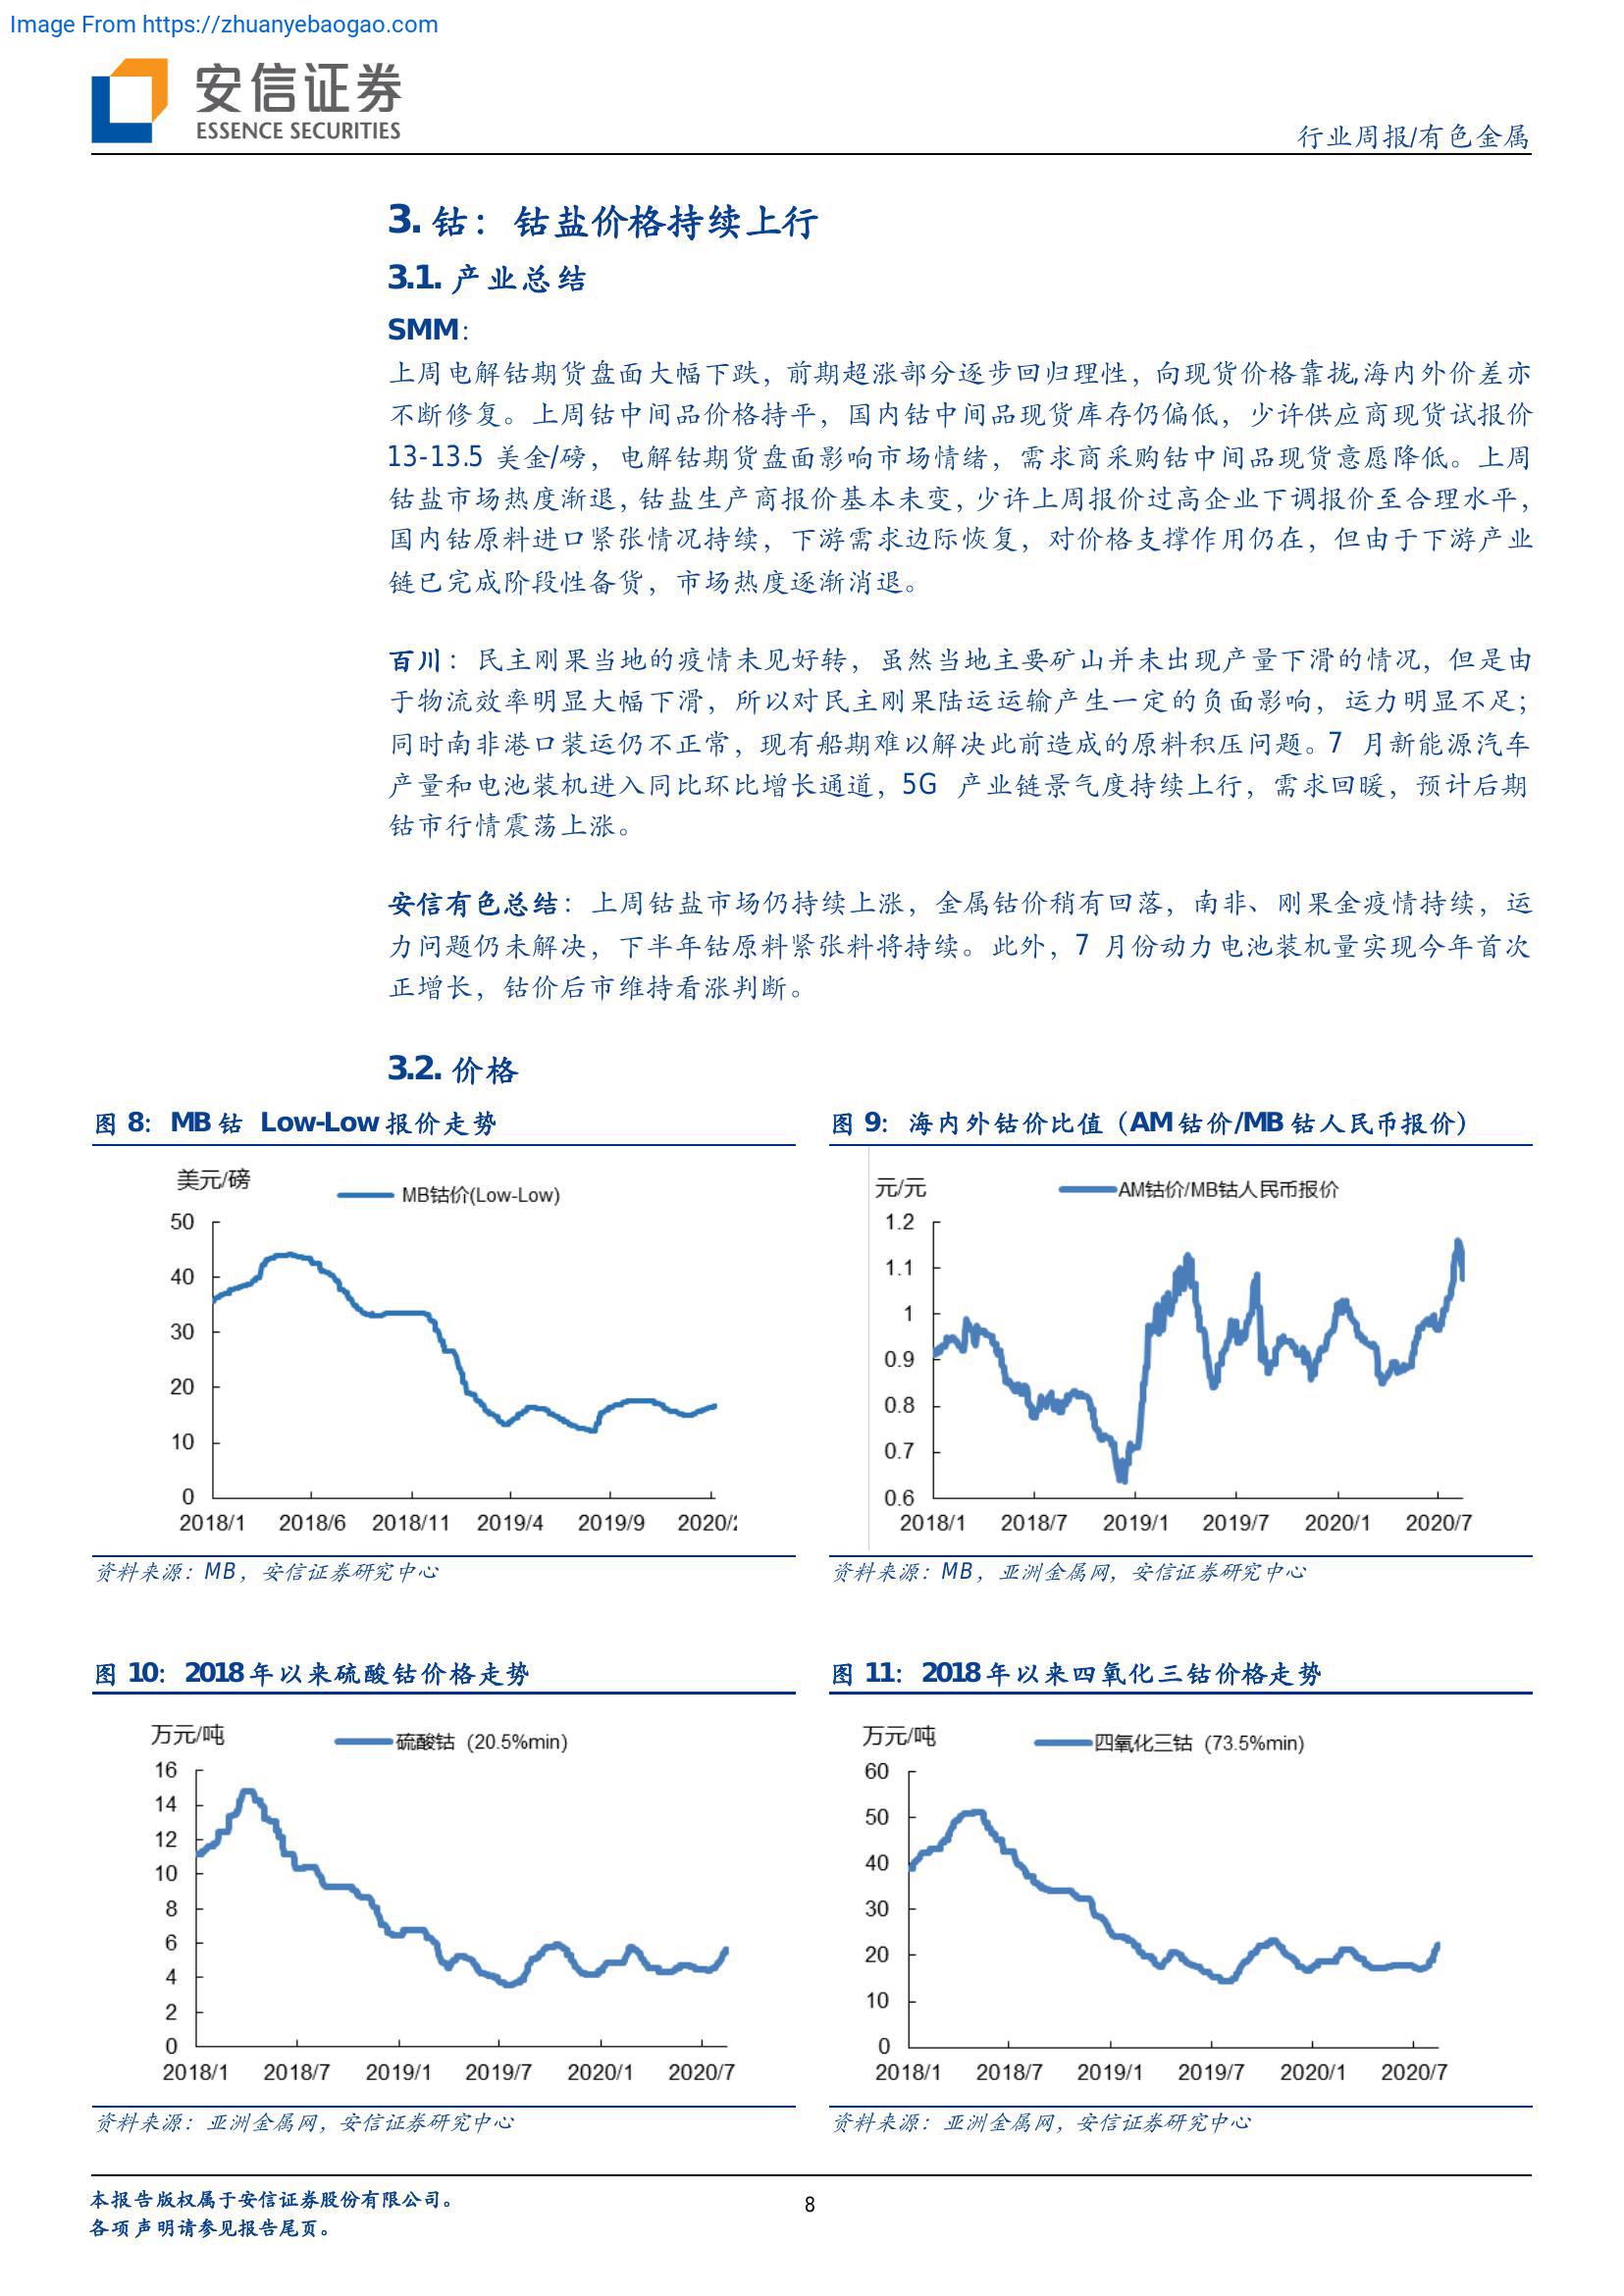 Image From https://zhuanyebaogao.com
安信证券
ESSENCE SECURITIES
行业周报/有色金属
3. 钴：钴盐价格持续上行
3.1. 产业总结
SMM：
上周电解钴期货盘面大幅下跌，前期超涨部分逐步回归理性，向现货价格靠拢,海内外价差亦
不断修复。上周钴中间品价格持平，国内钴中间品现货库存仍偏低，少许供应商现货试报价
13-13.5 美金/磅，电解钴期货盘面影响市场情绪，需求商采购钴中间品现货意愿降低。上周
钴盐市场热度渐退，钴盐生产商报价基本未变，少许上周报价过高企业下调报价至合理水平，
国内钴原料进口紧张情况持续，下游需求边际恢复，对价格支撑作用仍在，但由于下游产业
链已完成阶段性备货，市场热度逐渐消退。
百川：民主刚果当地的疫情未见好转，虽然当地主要矿山并未出现产量下滑的情况，但是由
于物流效率明显大幅下滑，所以对民主刚果陆运运输产生一定的负面影响，运力明显不足；
同时南非港口装运仍不正常，现有船期难以解决此前造成的原料积压问题。7 月新能源汽车
产量和电池装机进入同比环比增长通道，5G 产业链景气度持续上行，需求回暖，预计后期
钴市行情震荡上涨。
安信有色总结：上周钴盐市场仍持续上涨，金属钴价稍有回落，南非、刚果金疫情持续，运
力问题仍未解决，下半年钴原料紧张料将持续。此外，7 月份动力电池装机量实现今年首次
正增长，钴价后市维持看涨判断。
3.2. 价格
图 8：MB 钴 Low-Low 报价走势
美元/磅
MB钴价(Low-Low)
50
40
30
20
10
0
2018/1 2018/6 2018/11 2019/4 2019/9 2020/2
资料来源：MB，安信证券研究中心
图 9：海内外钴价比值（AM 钴价/MB 钴人民币报价）
元/元
AM钴价/MB钴人民币报价
1.2
1.1
1
0.9
0.8
0.7
0.6
2018/1 2018/7 2019/1 2019/7 2020/1 2020/7
资料来源：MB，亚洲金属网，安信证券研究中心
图 10：2018 年以来硫酸钴价格走势
万元/吨
硫酸钴（20.5%min)
16
14
12
10
8
6
4
2
0
2018/1 2018/7 2019/1 2019/7 2020/1 2020/7
资料来源：亚洲金属网，安信证券研究中心
图 11：2018 年以来四氧化三钴价格走势
万元/吨
四氧化三钴（73.5%min)
60
50
40
30
20
10
0
2018/1 2018/7 2019/1 2019/7 2020/1 2020/7
资料来源：亚洲金属网，安信证券研究中心
本报告版权属于安信证券股份有限公司。
各项声明请参见报告尾页。
8